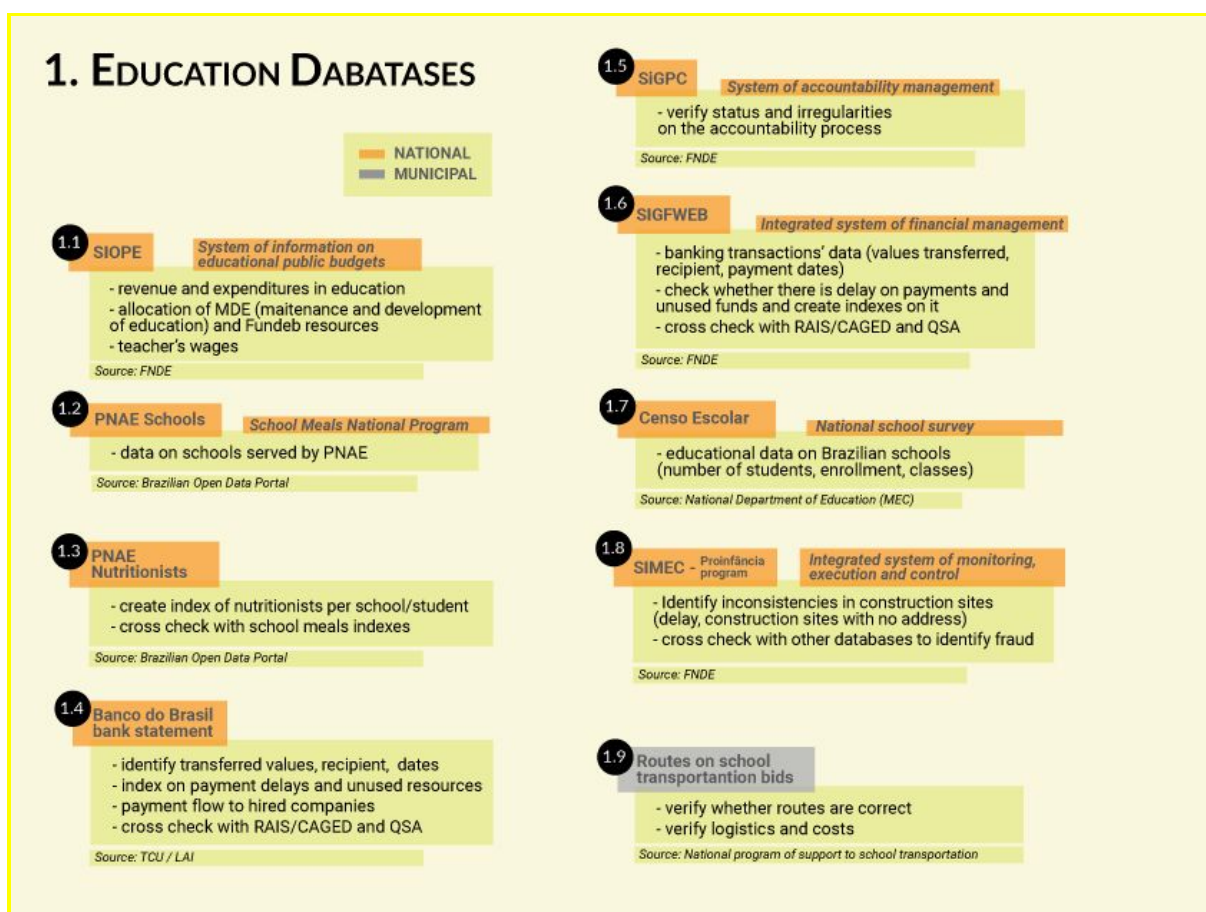 1. EDUCATION DABATASES
NATIONAL
MUNICIPAL
1.1
SIOPE
System of information on
educational public budgets
- revenue and expenditures in education
- allocation of MDE (maitenance and development
of education) and Fundeb resources
- teacher's wages
Source: FNDE
1.2
PNAE Schools
School Meals National Program
- data on schools served by PNAE
Source: Brazilian Open Data Portal
1.3
PNAE
Nutritionists
- create index of nutritionists per school/student
- cross check with school meals indexes
Source: Brazilian Open Data Portal
1.4
Banco do Brasil
bank statement
- identify transferred values, recipient, dates
- index on payment delays and unused resources
- payment flow to hired companies
- cross check with RAIS/CAGED and QSA
Source: TCU / LAI
1.5
SiGPC
System of accountability management
- verify status and irregularities
on the accountability process
Source: FNDE
1.6
SIGFWEB
Integrated system of financial management
- banking transactions' data (values transferred,
recipient, payment dates)
- check whether there is delay on payments and
unused funds and create indexes on it
- cross check with RAIS/CAGED and QSA
Source: FNDE
1.7
Censo Escolar
National school survey
- educational data on Brazilian schools
(number of students, enrollment, classes)
Source: National Department of Education (MEC)
1.8
SIMEC - Proinfância
program
Integrated system of monitoring,
execution and control
- Identify inconsistencies in construction sites
(delay, construction sites with no address)
- cross check with other databases to identify fraud
Source: FNDE
1.9
Routes on school
transportantion bids
- verify whether routes are correct
- verify logistics and costs
Source: National program of support to school transportation